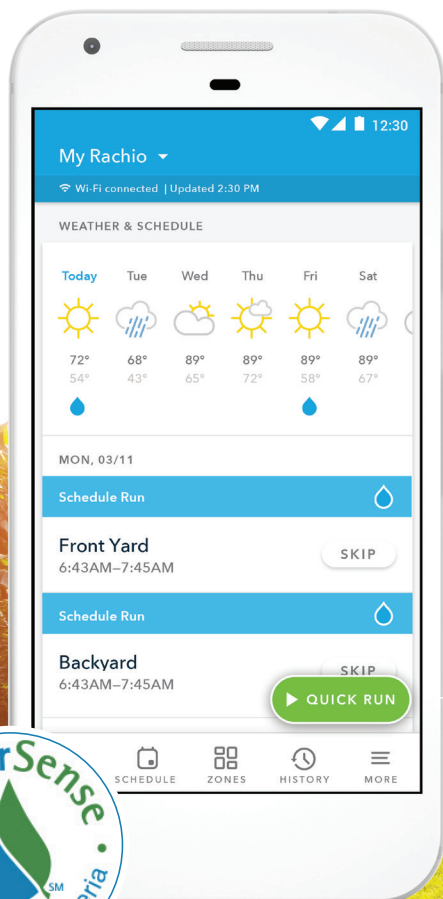 12:30
My Rachio
Wi-Fi connected | Updated 2:30 PM
WEATHER & SCHEDULE
Today Tue Wed Thu Fri Sat
72° 68° 89° 89° 89° 89°
54° 43° 65° 72° 58° 67°
MON, 03/11
Schedule Run
Front Yard
6:43AM–7:45AM
SKIP
Schedule Run
Backyard
6:43AM–7:45AM
SKIP
QUICK RUN
SCHEDULE ZONES HISTORY MORE
rSense
SM
eria